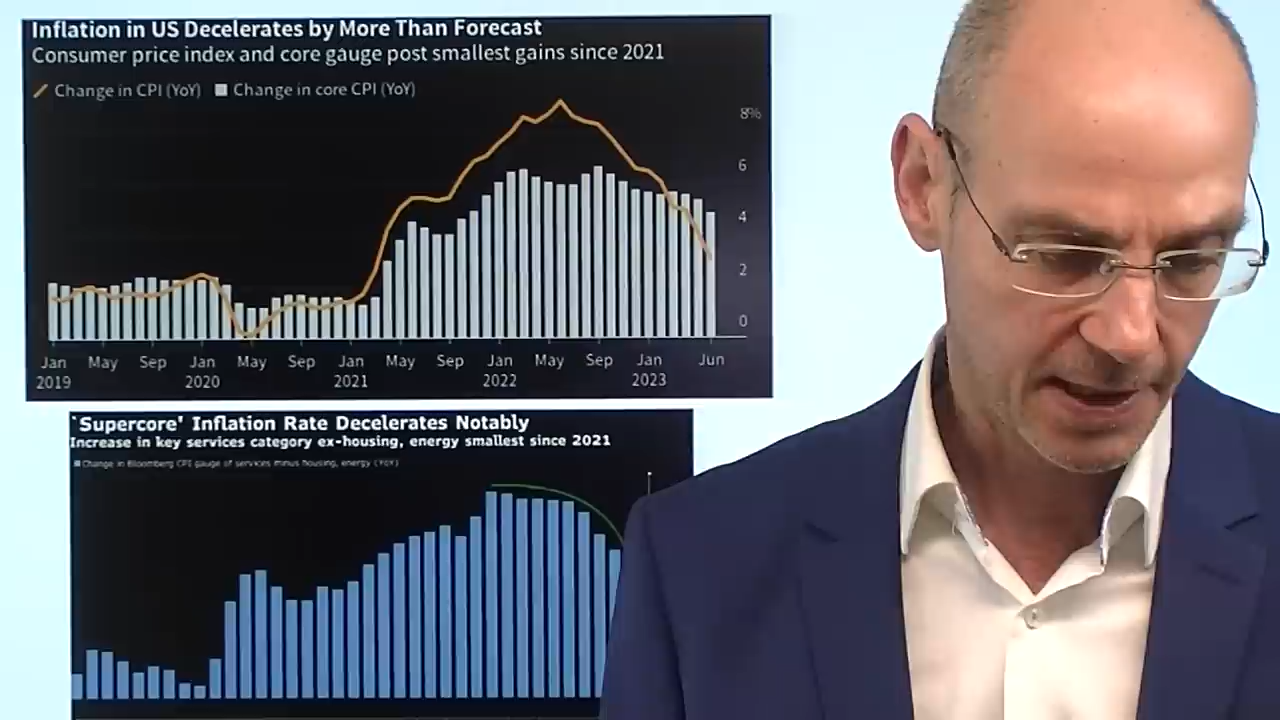 Inflation in US Decelerates by More Than Forecast
Consumer price index and core gauge post smallest gains since 2021
Change in CPI (YoY) Change in core CPI (YoY)
8%
6
4
2
0
Jan May Sep Jan May Sep Jan May Sep Jan May Sep Jan Jun
2019 2020 2021 2022 2023
`Supercore' Inflation Rate Decelerates Notably
Increase in key services category ex-housing, energy smallest since 2021
Change in Bloomberg CPI gauge of services minus housing, energy (YoY)